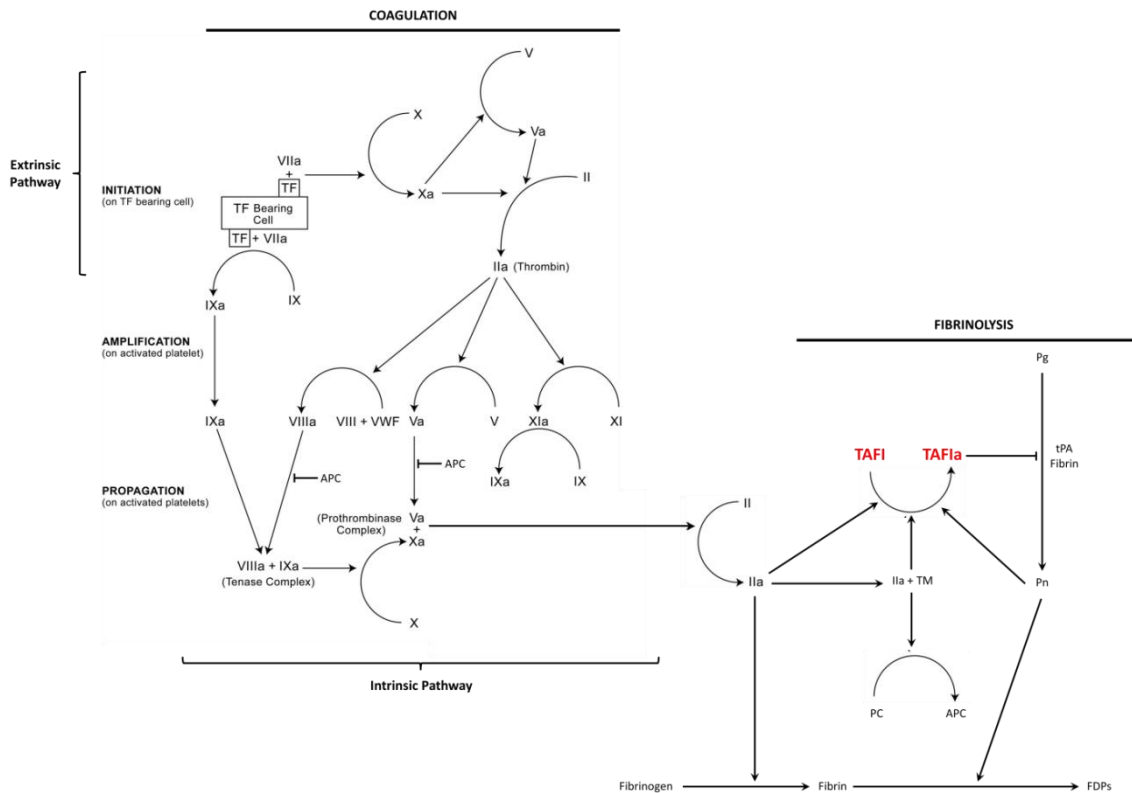 COAGULATION
V
X
Va
Extrinsic
Pathway
VIIa
+
TF
INITIATION
(on TF bearing cell)
Xa
II
TF Bearing
Cell
TF + VIIa
IIa (Thrombin)
IXa
IX
AMPLIFICATION
(on activated platelet)
FIBRINOLYSIS
Pg
IXa
VIIIa
VIII + VWF
Va
V
XIa
XI
TAFI
TAFIa
tPA
Fibrin
APC
APC
IXa
IX
PROPAGATION
(on activated platelets)
(Prothrombinase
Complex)
Va
+
Xa
II
VIIIa + IXa
(Tenase Complex)
IIa
IIa + TM
Pn
X
Intrinsic Pathway
PC
APC
Fibrinogen
Fibrin
FDPs